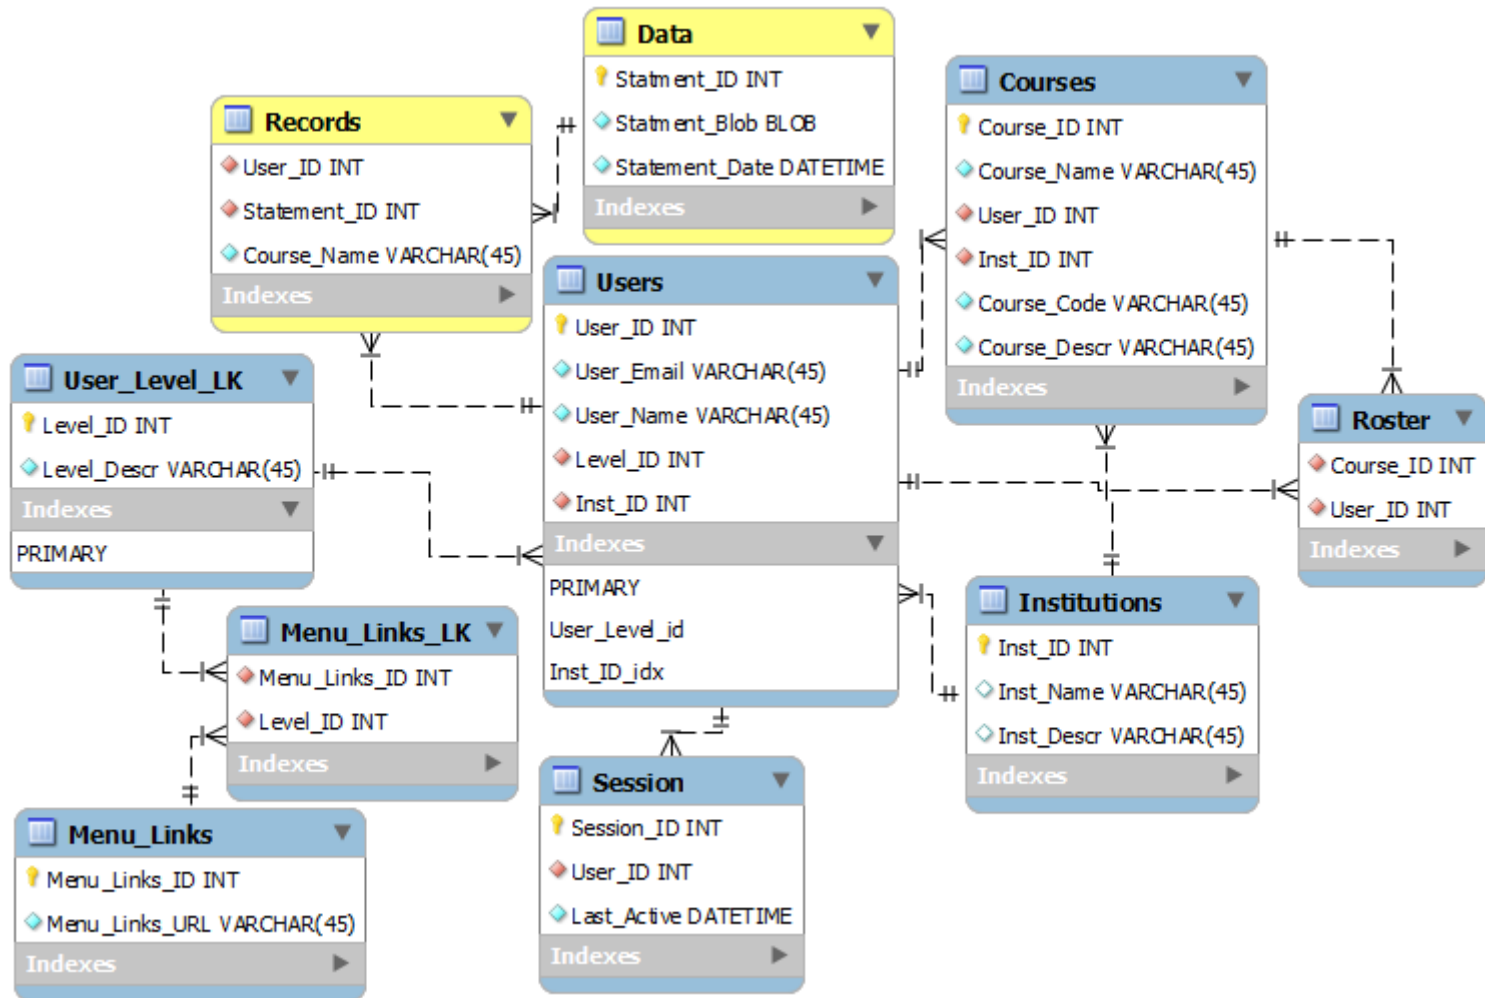 Data
Statment_ID INT
Statment_Blob BLOB
Statement_Date DATETIME
Indexes
Records
User_ID INT
Statement_ID INT
Course_Name VARCHAR(45)
Indexes
Courses
Course_ID INT
Course_Name VARCHAR(45)
User_ID INT
Inst_ID INT
Course_Code VARCHAR(45)
Course_Descr VARCHAR(45)
Indexes
Users
User_ID INT
User_Email VARCHAR(45)
User_Name VARCHAR(45)
Level_ID INT
Inst_ID INT
Indexes
PRIMARY
User_Level_id
Inst_ID_idx
User_Level_LK
Level_ID INT
Level_Descr VARCHAR(45)
Indexes
PRIMARY
Roster
Course_ID INT
User_ID INT
Indexes
Menu_Links_LK
Menu_Links_ID INT
Level_ID INT
Indexes
Institutions
Inst_ID INT
Inst_Name VARCHAR(45)
Inst_Descr VARCHAR(45)
Indexes
Session
Session_ID INT
User_ID INT
Last_Active DATETIME
Indexes
Menu_Links
Menu_Links_ID INT
Menu_Links_URL VARCHAR(45)
Indexes